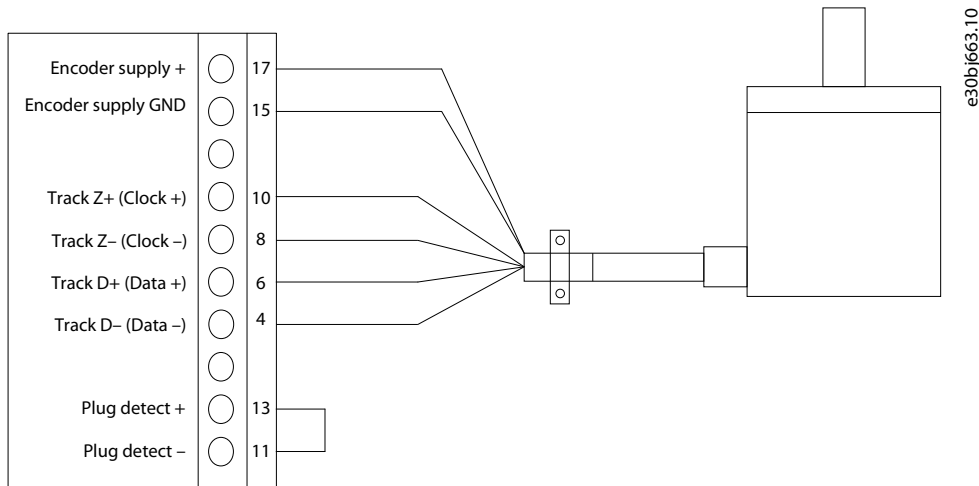 Encoder supply + 17
Encoder supply GND 15
Track Z+ (Clock +) 10
Track Z– (Clock –) 8
Track D+ (Data +) 6
Track D– (Data –) 4
Plug detect + 13
Plug detect – 11
e30bj663.10